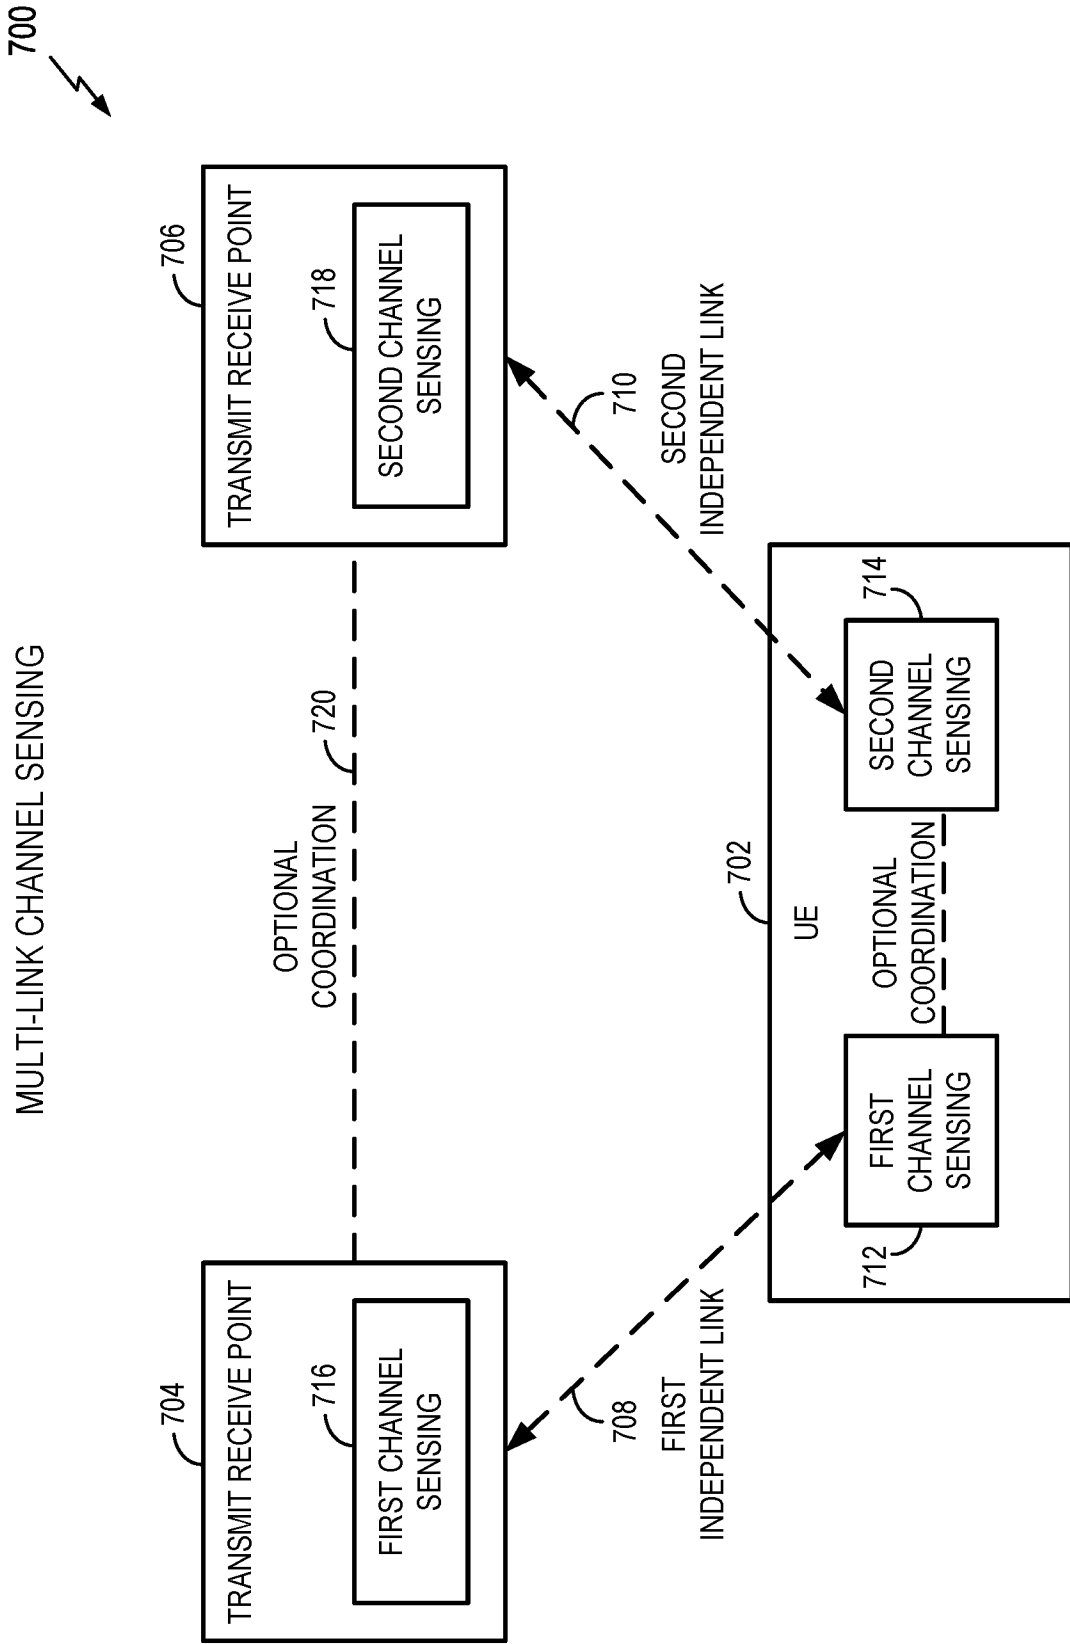 MULTI-LINK CHANNEL SENSING
700
704
TRANSMIT RECEIVE POINT
716
FIRST CHANNEL
SENSING
OPTIONAL
COORDINATION
720
706
TRANSMIT RECEIVE POINT
718
SECOND CHANNEL
SENSING
708
FIRST
INDEPENDENT LINK
710
SECOND
INDEPENDENT LINK
702
UE
712
FIRST
CHANNEL
SENSING
OPTIONAL
COORDINATION
714
SECOND
CHANNEL
SENSING